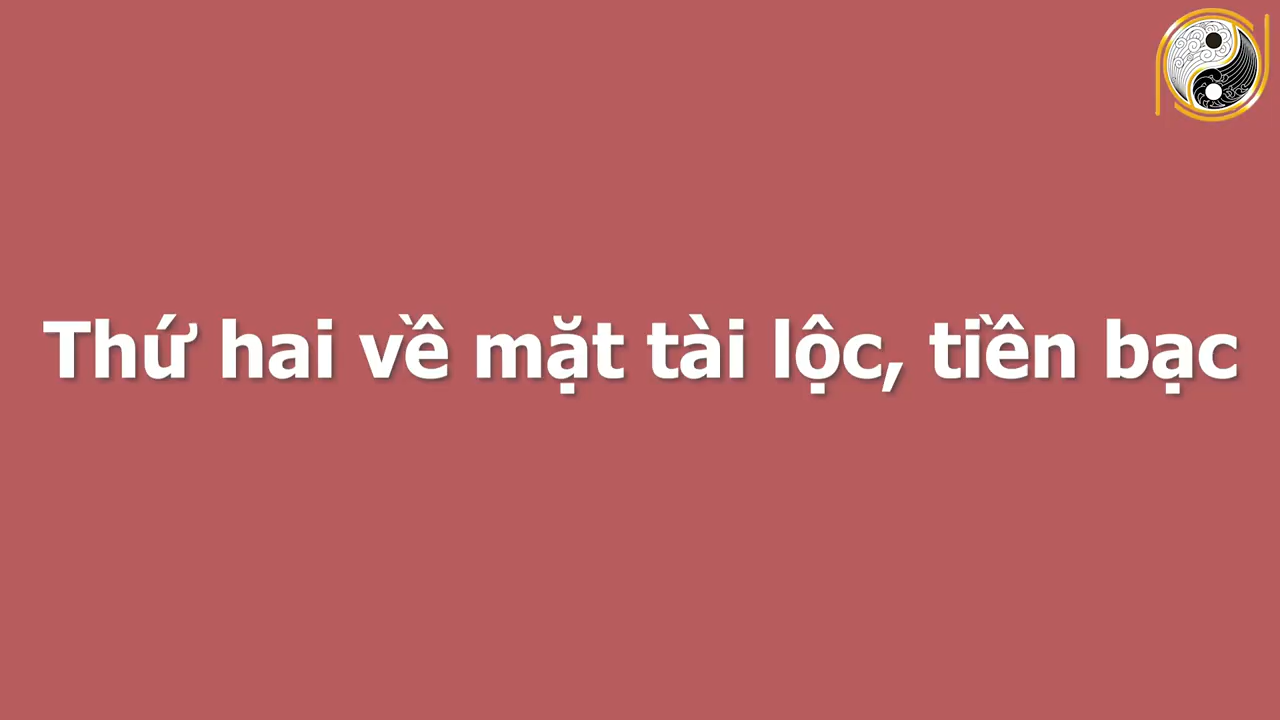 Thứ hai về mặt tài lộc, tiền bạc